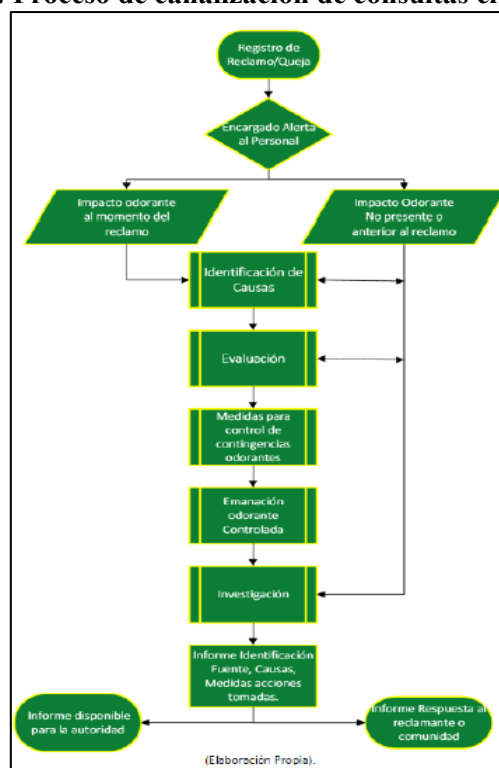 Proceso de canalización de consultas
Registro de
Reclamo/Queja
Encargado Alerta
al Personal
Impacto odorante
al momento del
reclamo
Impacto Odorante
No presente o
anterior al reclamo
Identificación de
Causas
Evaluación
Medidas para
control de
contingencias
odorantes
Emanación
odorante
Controlada
Investigación
Informe Identificación
Fuente, Causas,
Medidas acciones
tomadas.
Informe disponible
para la autoridad
Informe Respuesta al
reclamante o
comunidad
(Elaboración Propia).